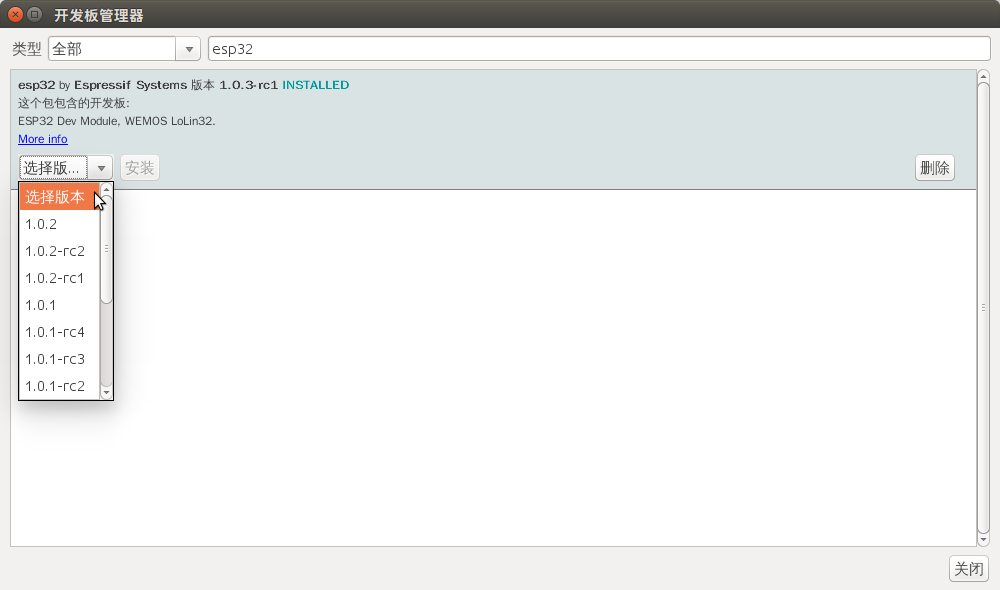 开发板管理器
类型 全部 esp32
esp32 by Espressif Systems 版本 1.0.3-rc1 INSTALLED
这个包包含的开发板:
ESP32 Dev Module, WEMOS LoLin32.
More info
选择版... 安装 删除
选择版本
1.0.2
1.0.2-rc2
1.0.2-rc1
1.0.1
1.0.1-rc4
1.0.1-rc3
1.0.1-rc2
关闭